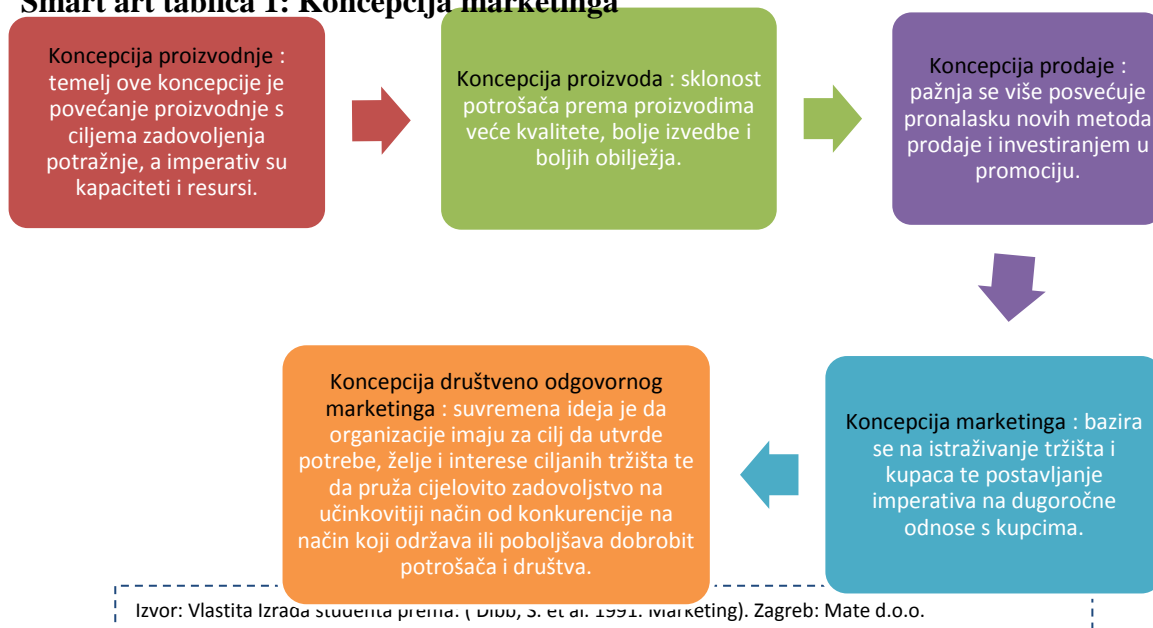 Smart art tablica 1: Koncepcija marketinga
Koncepcija proizvodnje :
temelj ove koncepcije je
povećanje proizvodnje s
ciljema zadovoljenja
potražnje, a imperativ su
kapaciteti i resursi.
Koncepcija proizvoda : sklonost
potrošača prema proizvodima
veće kvalitete, bolje izvedbe i
boljih obilježja.
Koncepcija prodaje :
pažnja se više posvećuje
pronalasku novih metoda
prodaje i investiranjem u
promociju.
Koncepcija marketinga : bazira
se na istraživanje tržišta i
kupaca te postavljanje
imperativa na dugoročne
odnose s kupcima.
Koncepcija društveno odgovornog
marketinga : suvremena ideja je da
organizacije imaju za cilj da utvrde
potrebe, želje i interese ciljanih tržišta te
da pruža cijelovito zadovoljstvo na
učinkovitiji način od konkurencije na
način koji održava ili poboljšava dobrobit
potrošača i društva.
Izvor: Vlastita Izrada studenta prema: ( Dibb, S. et al. 1991. Marketing). Zagreb: Mate d.o.o.